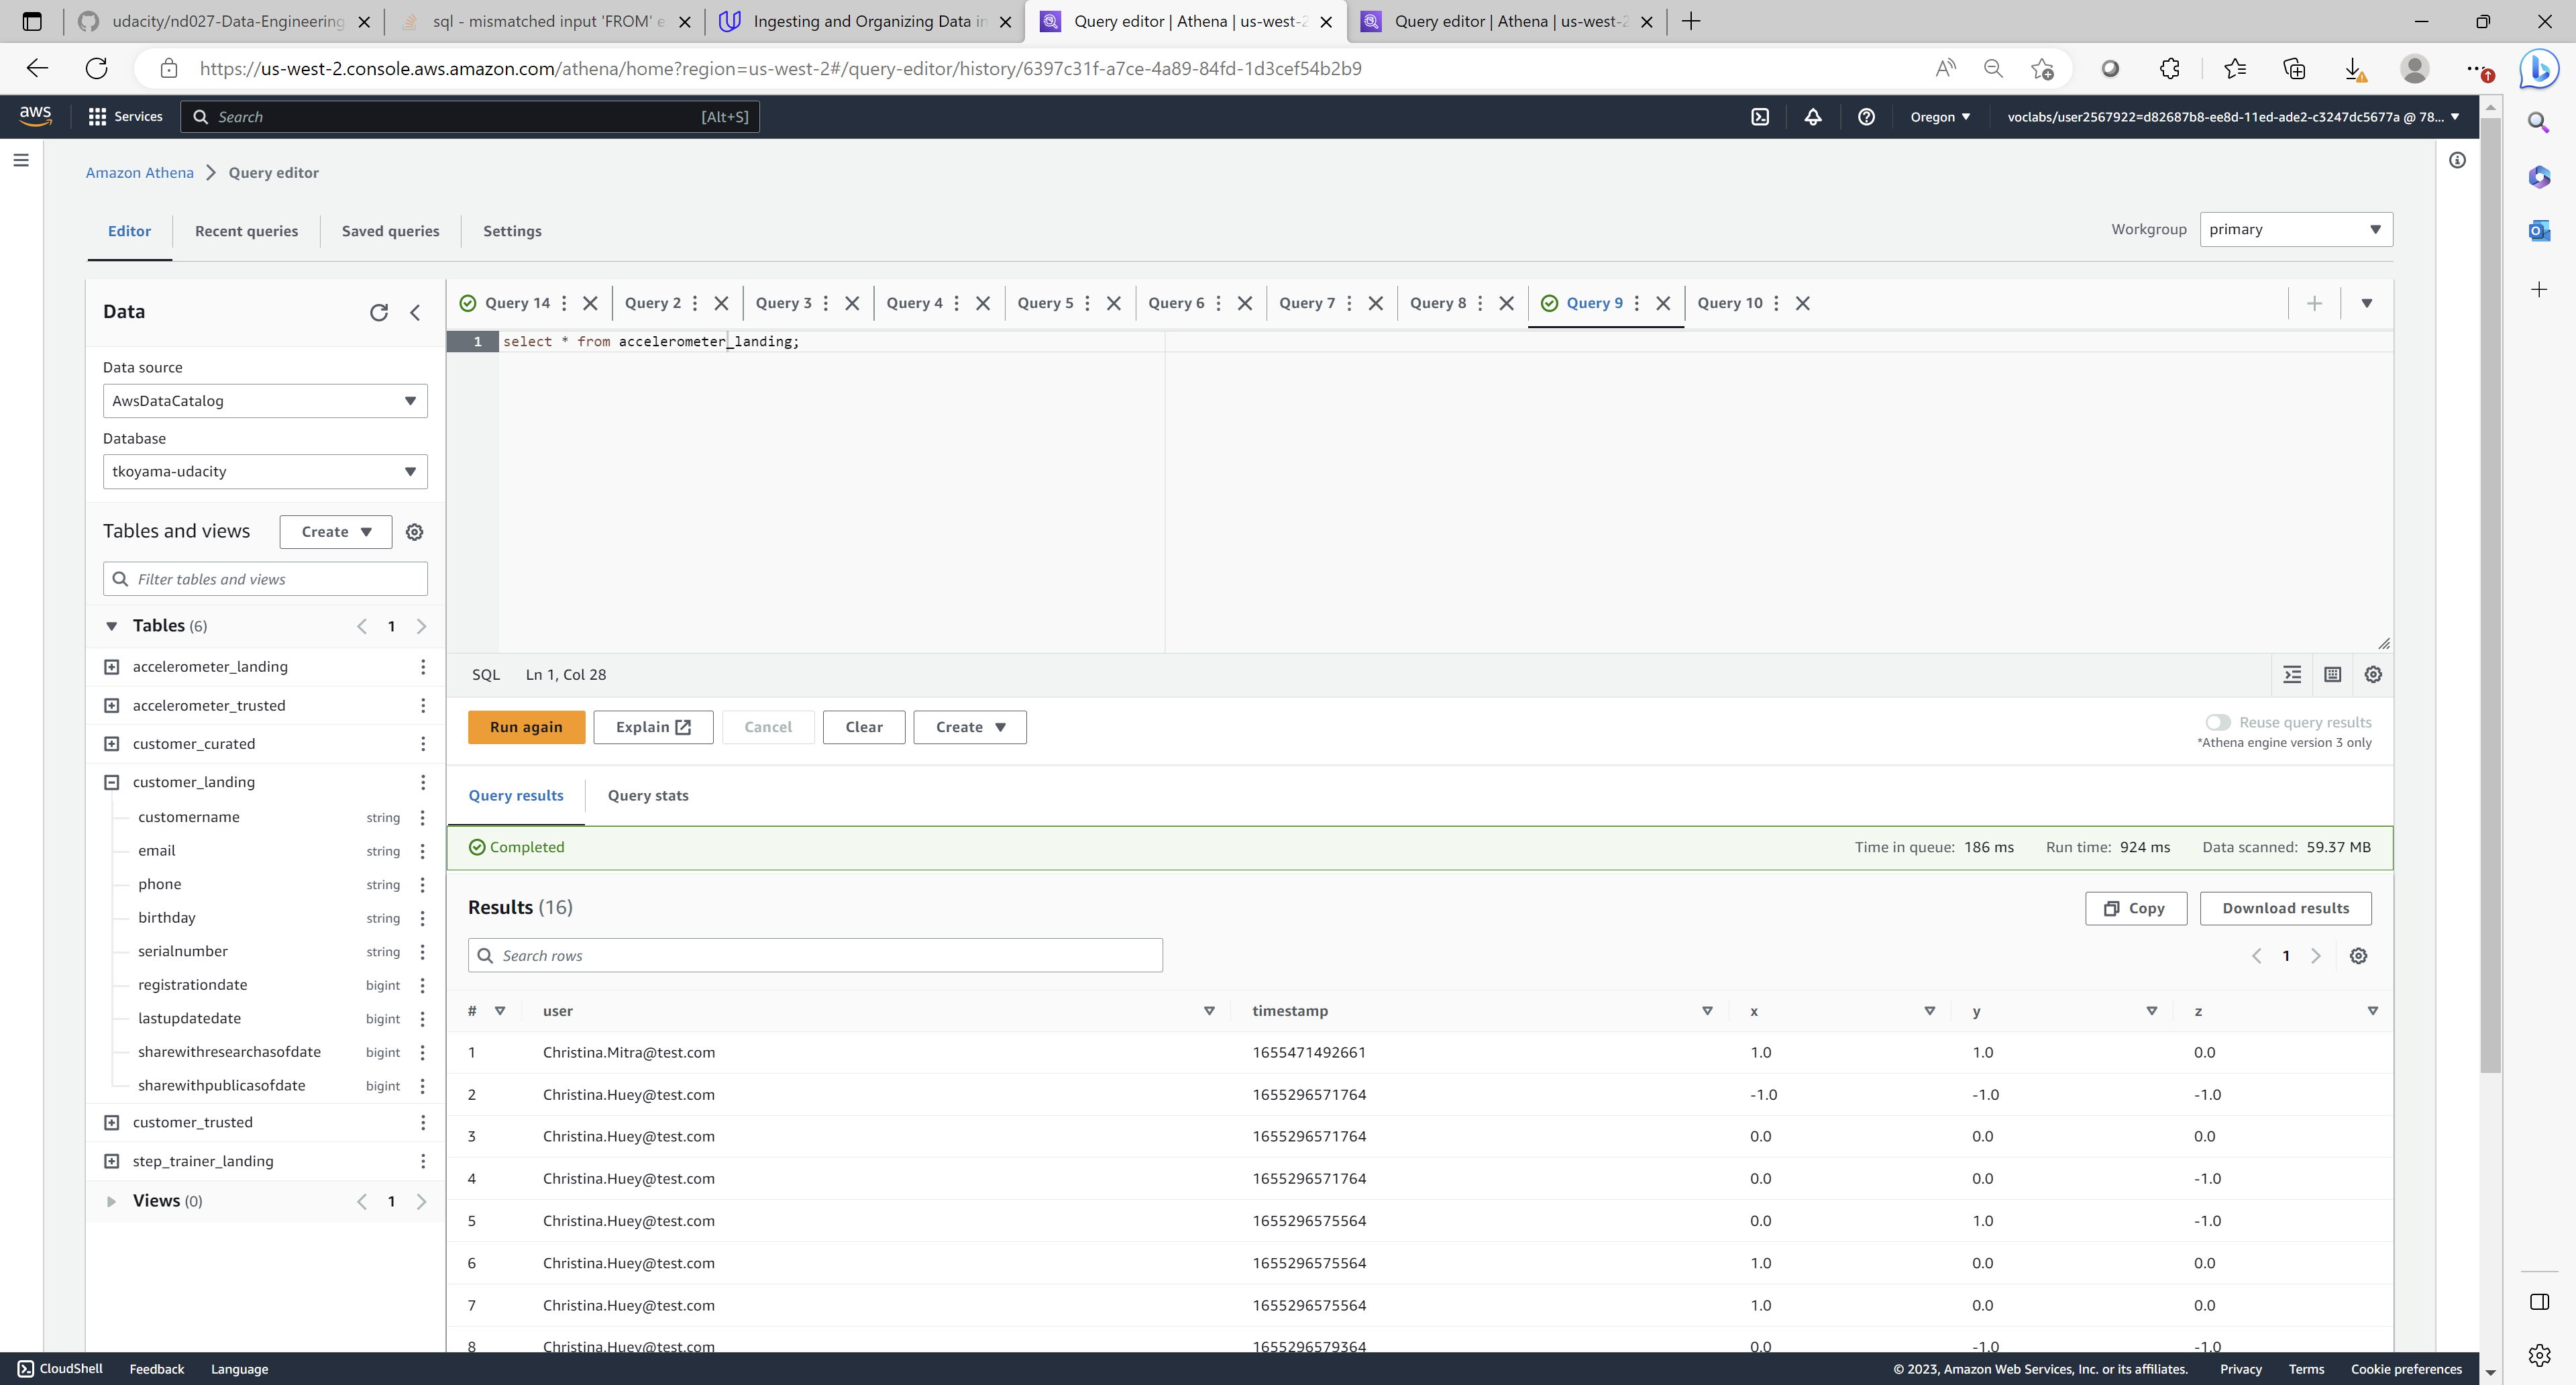 udacity/nd027-Data-Engineering
sql - mismatched input 'FROM' e
Ingesting and Organizing Data in
Query editor | Athena | us-west-2
Query editor | Athena | us-west-2
https://us-west-2.console.aws.amazon.com/athena/home?region=us-west-2#/query-editor/history/6397c31f-a7ce-4a89-84fd-1d3cef54b2b9
aws Services Search [Alt+S] Oregon voclabs/user2567922=d82687b8-ee8d-11ed-ade2-c3247dc5677a @ 78...
Amazon Athena Query editor
Editor Recent queries Saved queries Settings Workgroup primary
Data
Query 14 Query 2 Query 3 Query 4 Query 5 Query 6 Query 7 Query 8 Query 9 Query 10
1 select * from accelerometer_landing;
Data source
AwsDataCatalog
Database
tkoyama-udacity
Tables and views Create
Filter tables and views
Tables (6) 1
accelerometer_landing
accelerometer_trusted
customer_curated
customer_landing
customername string
email string
phone string
birthday string
serialnumber string
registrationdate bigint
lastupdatedate bigint
sharewithresearchasofdate bigint
sharewithpublicasofdate bigint
customer_trusted
step_trainer_landing
Views (0) 1
SQL Ln 1, Col 28
Run again Explain Cancel Clear Create
Reuse query results
*Athena engine version 3 only
Query results Query stats
Completed Time in queue: 186 ms Run time: 924 ms Data scanned: 59.37 MB
Results (16) Copy Download results
Search rows 1
# user timestamp x y z
1 Christina.Mitra@test.com 1655471492661 1.0 1.0 0.0
2 Christina.Huey@test.com 1655296571764 -1.0 -1.0 -1.0
3 Christina.Huey@test.com 1655296571764 0.0 0.0 0.0
4 Christina.Huey@test.com 1655296571764 0.0 0.0 -1.0
5 Christina.Huey@test.com 1655296575564 0.0 1.0 -1.0
6 Christina.Huey@test.com 1655296575564 1.0 0.0 0.0
7 Christina.Huey@test.com 1655296575564 1.0 0.0 0.0
8 Christina.Huey@test.com 1655296579364 0.0 -1.0 -1.0
CloudShell Feedback Language © 2023, Amazon Web Services, Inc. or its affiliates. Privacy Terms Cookie preferences